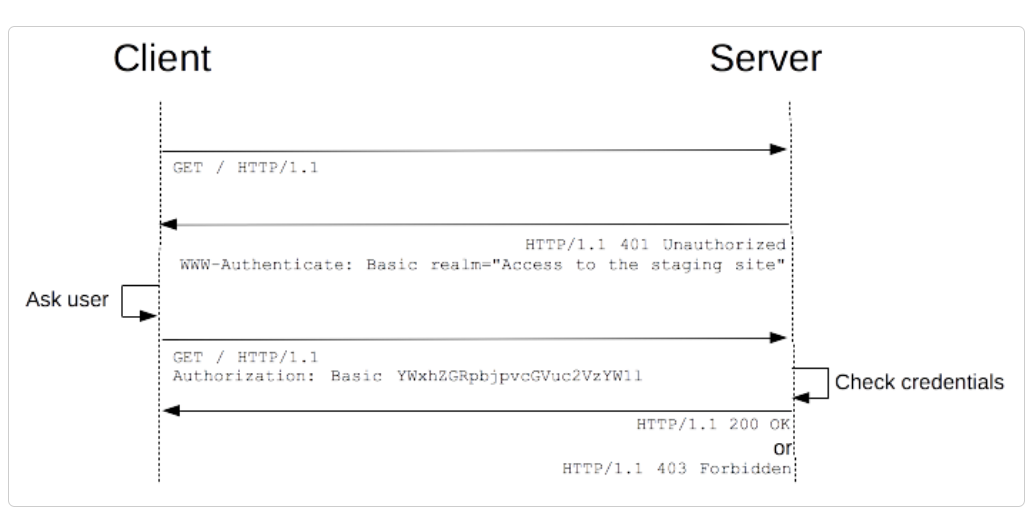 Client
Server
GET / HTTP/1.1
HTTP/1.1 401 Unauthorized
WWW-Authenticate: Basic realm="Access to the staging site"
Ask user
GET / HTTP/1.1
Authorization: Basic YWxhZGRpbjpvcGVuc2VzYW1l
Check credentials
HTTP/1.1 200 OK
or
HTTP/1.1 403 Forbidden